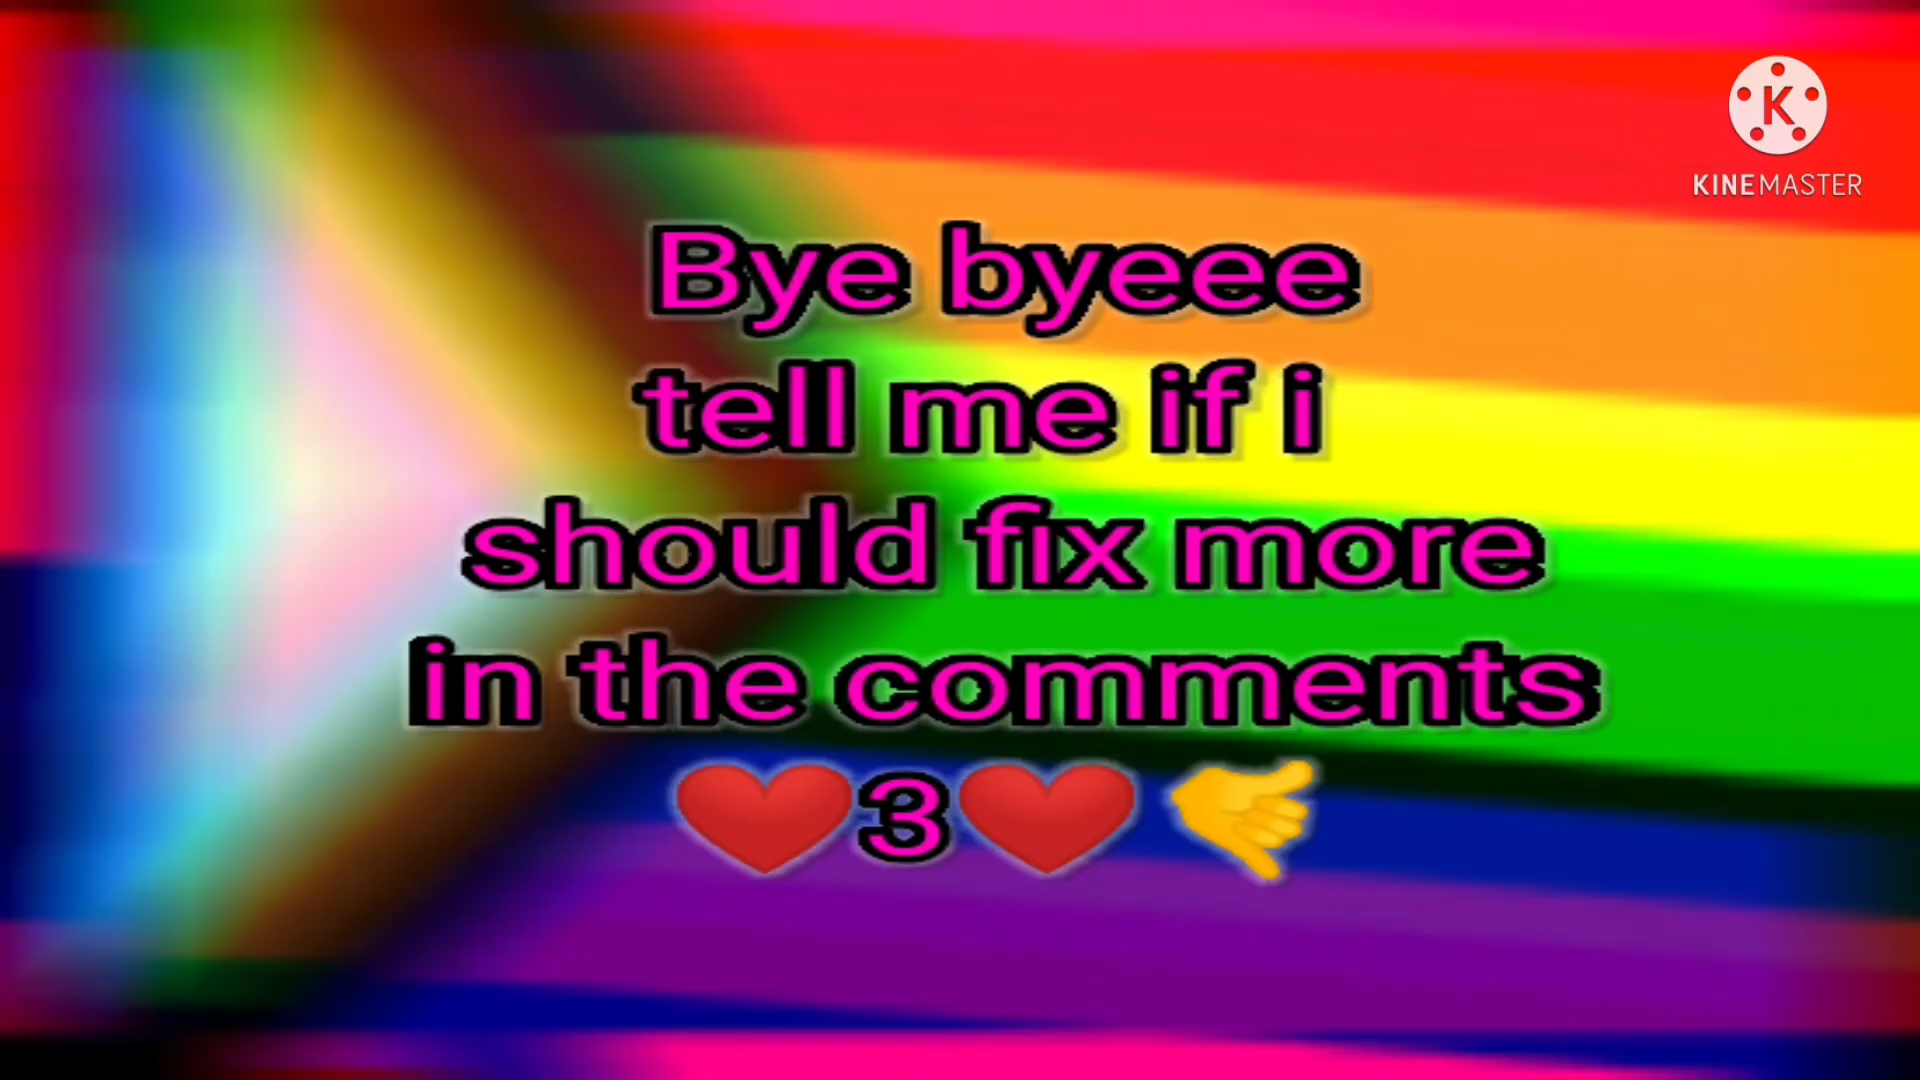 K
KINEMASTER
Bye byeee
tell me if i
should fix more
in the comments
❤️3❤️ 🤙